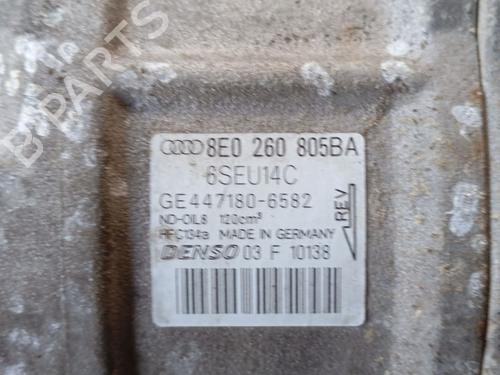 B PARTS
8E0 260 805BA
6SEU14C
GE447180-6582
ND-OIL8 120cm³
HFC134a MADE IN GERMANY
REV
DENSO 03 F 10138